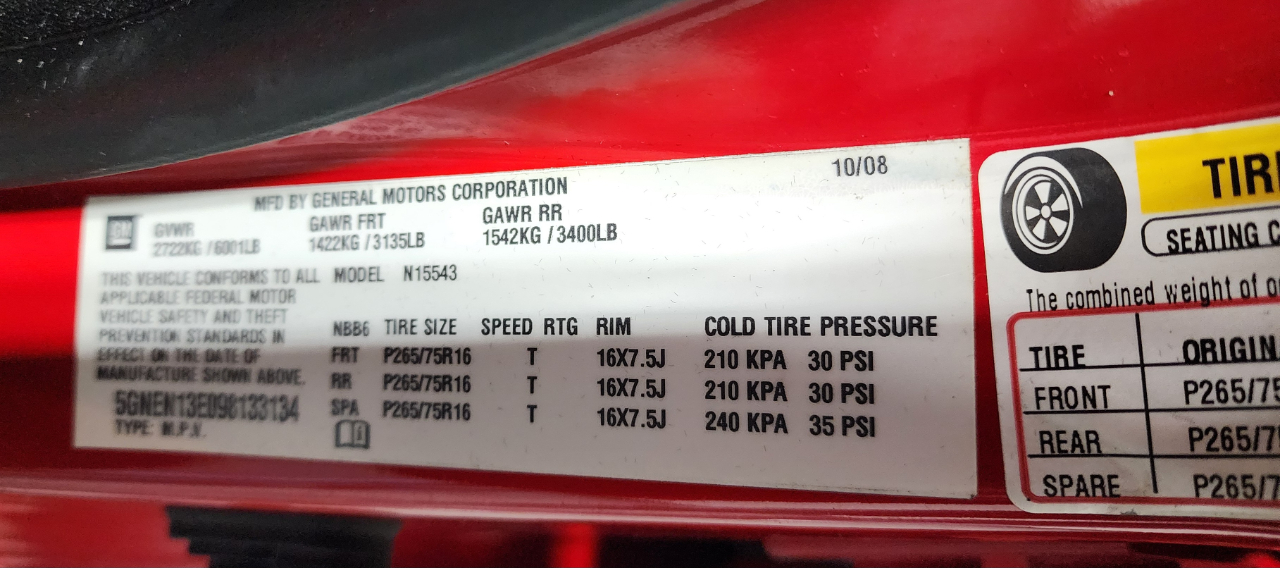 MFD BY GENERAL MOTORS CORPORATION 10/08
GM GVWR GAWR FRT GAWR RR
2722KG / 6001LB 1422KG / 3135LB 1542KG / 3400LB
THIS VEHICLE CONFORMS TO ALL MODEL N15543
APPLICABLE FEDERAL MOTOR
VEHICLE SAFETY AND THEFT
PREVENTION STANDARDS IN
EFFECT ON THE DATE OF
MANUFACTURE SHOWN ABOVE.
5GNEN13E098133134
TYPE: M.P.V.
NBB6 TIRE SIZE SPEED RTG RIM COLD TIRE PRESSURE
FRT P265/75R16 T 16X7.5J 210 KPA 30 PSI
RR P265/75R16 T 16X7.5J 210 KPA 30 PSI
SPA P265/75R16 T 16X7.5J 240 KPA 35 PSI
TIR
SEATING C
The combined weight of o
TIRE ORIGIN
FRONT P265/75
REAR P265/7
SPARE P265/7